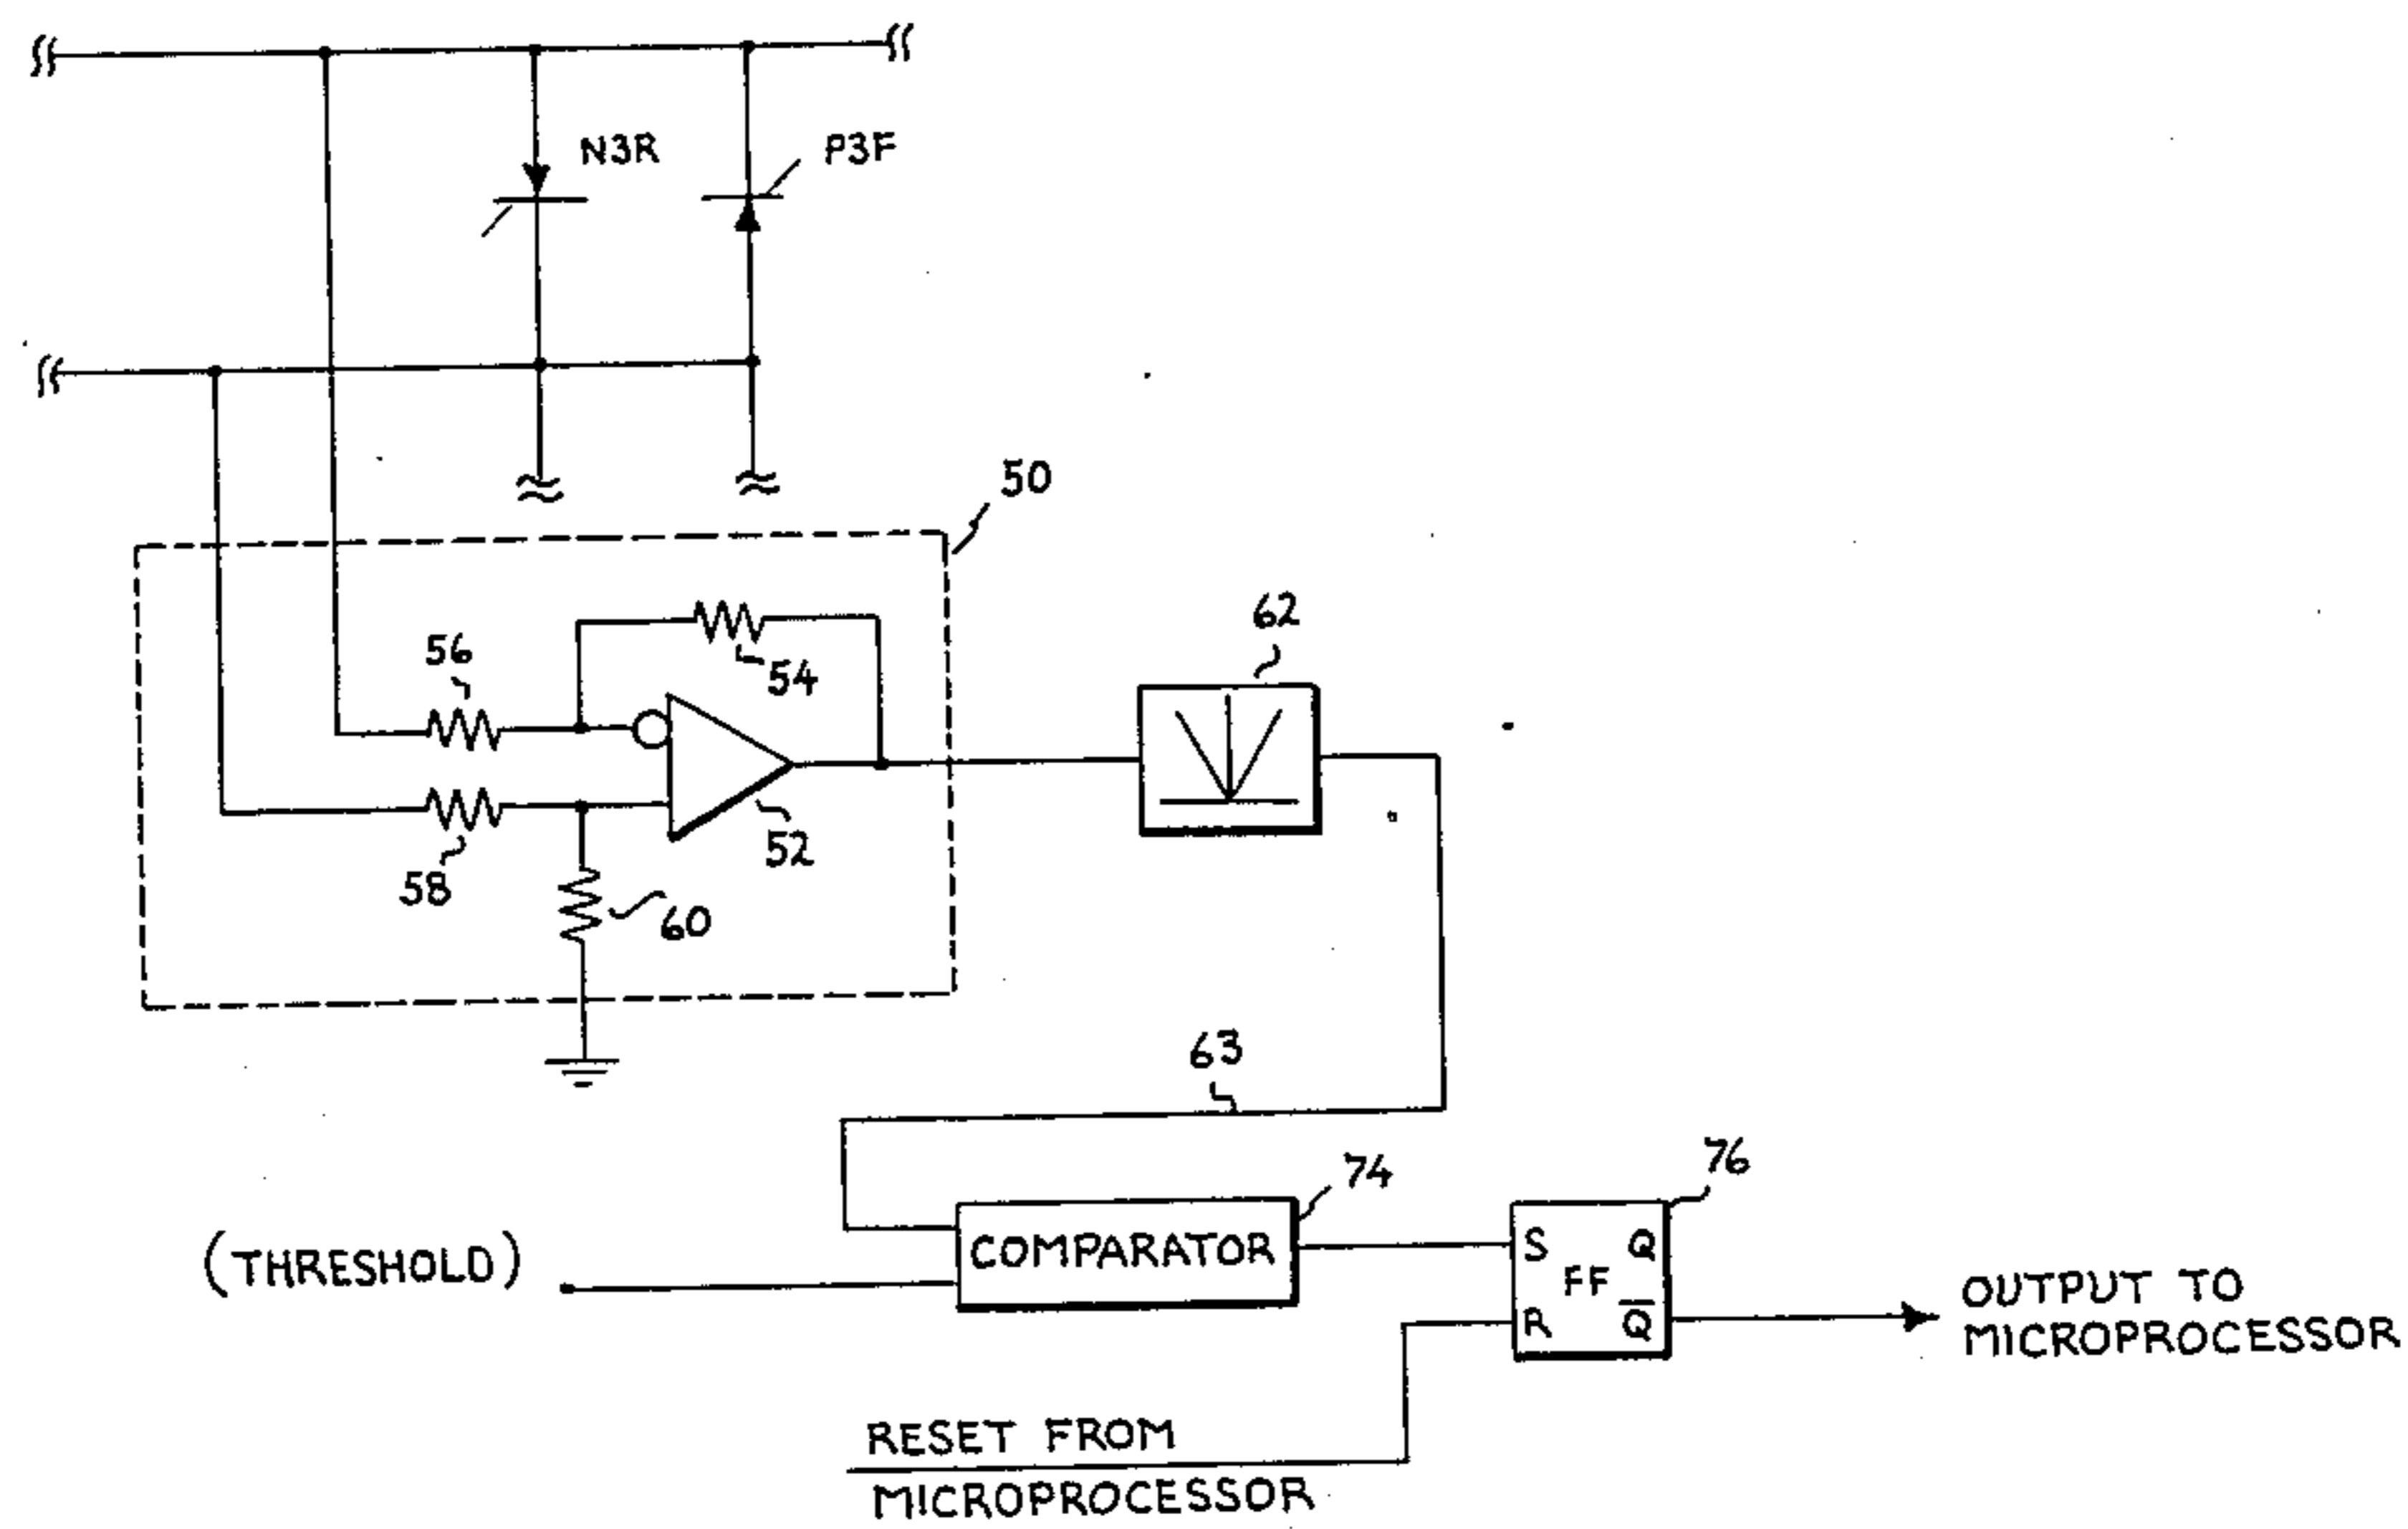 N3R
P3F
50
62
56
54
52
58
60
63
74
76
(THRESHOLD)
COMPARATOR
S Q
FF
R Q̅
OUTPUT TO
MICROPROCESSOR
RESET FROM
MICROPROCESSOR